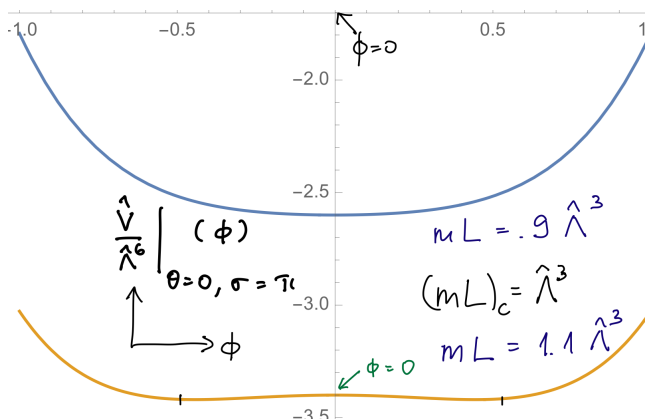 -1.0 -0.5 0.5 1
ϕ=0
−2.0
−2.5
V̂/Λ̂⁶ | (ϕ)
θ=0, σ = π
mL = .9 Λ̂³
−3.0
(mL)c = Λ̂³
mL = 1.1 Λ̂³
ϕ
ϕ=0
−3.5